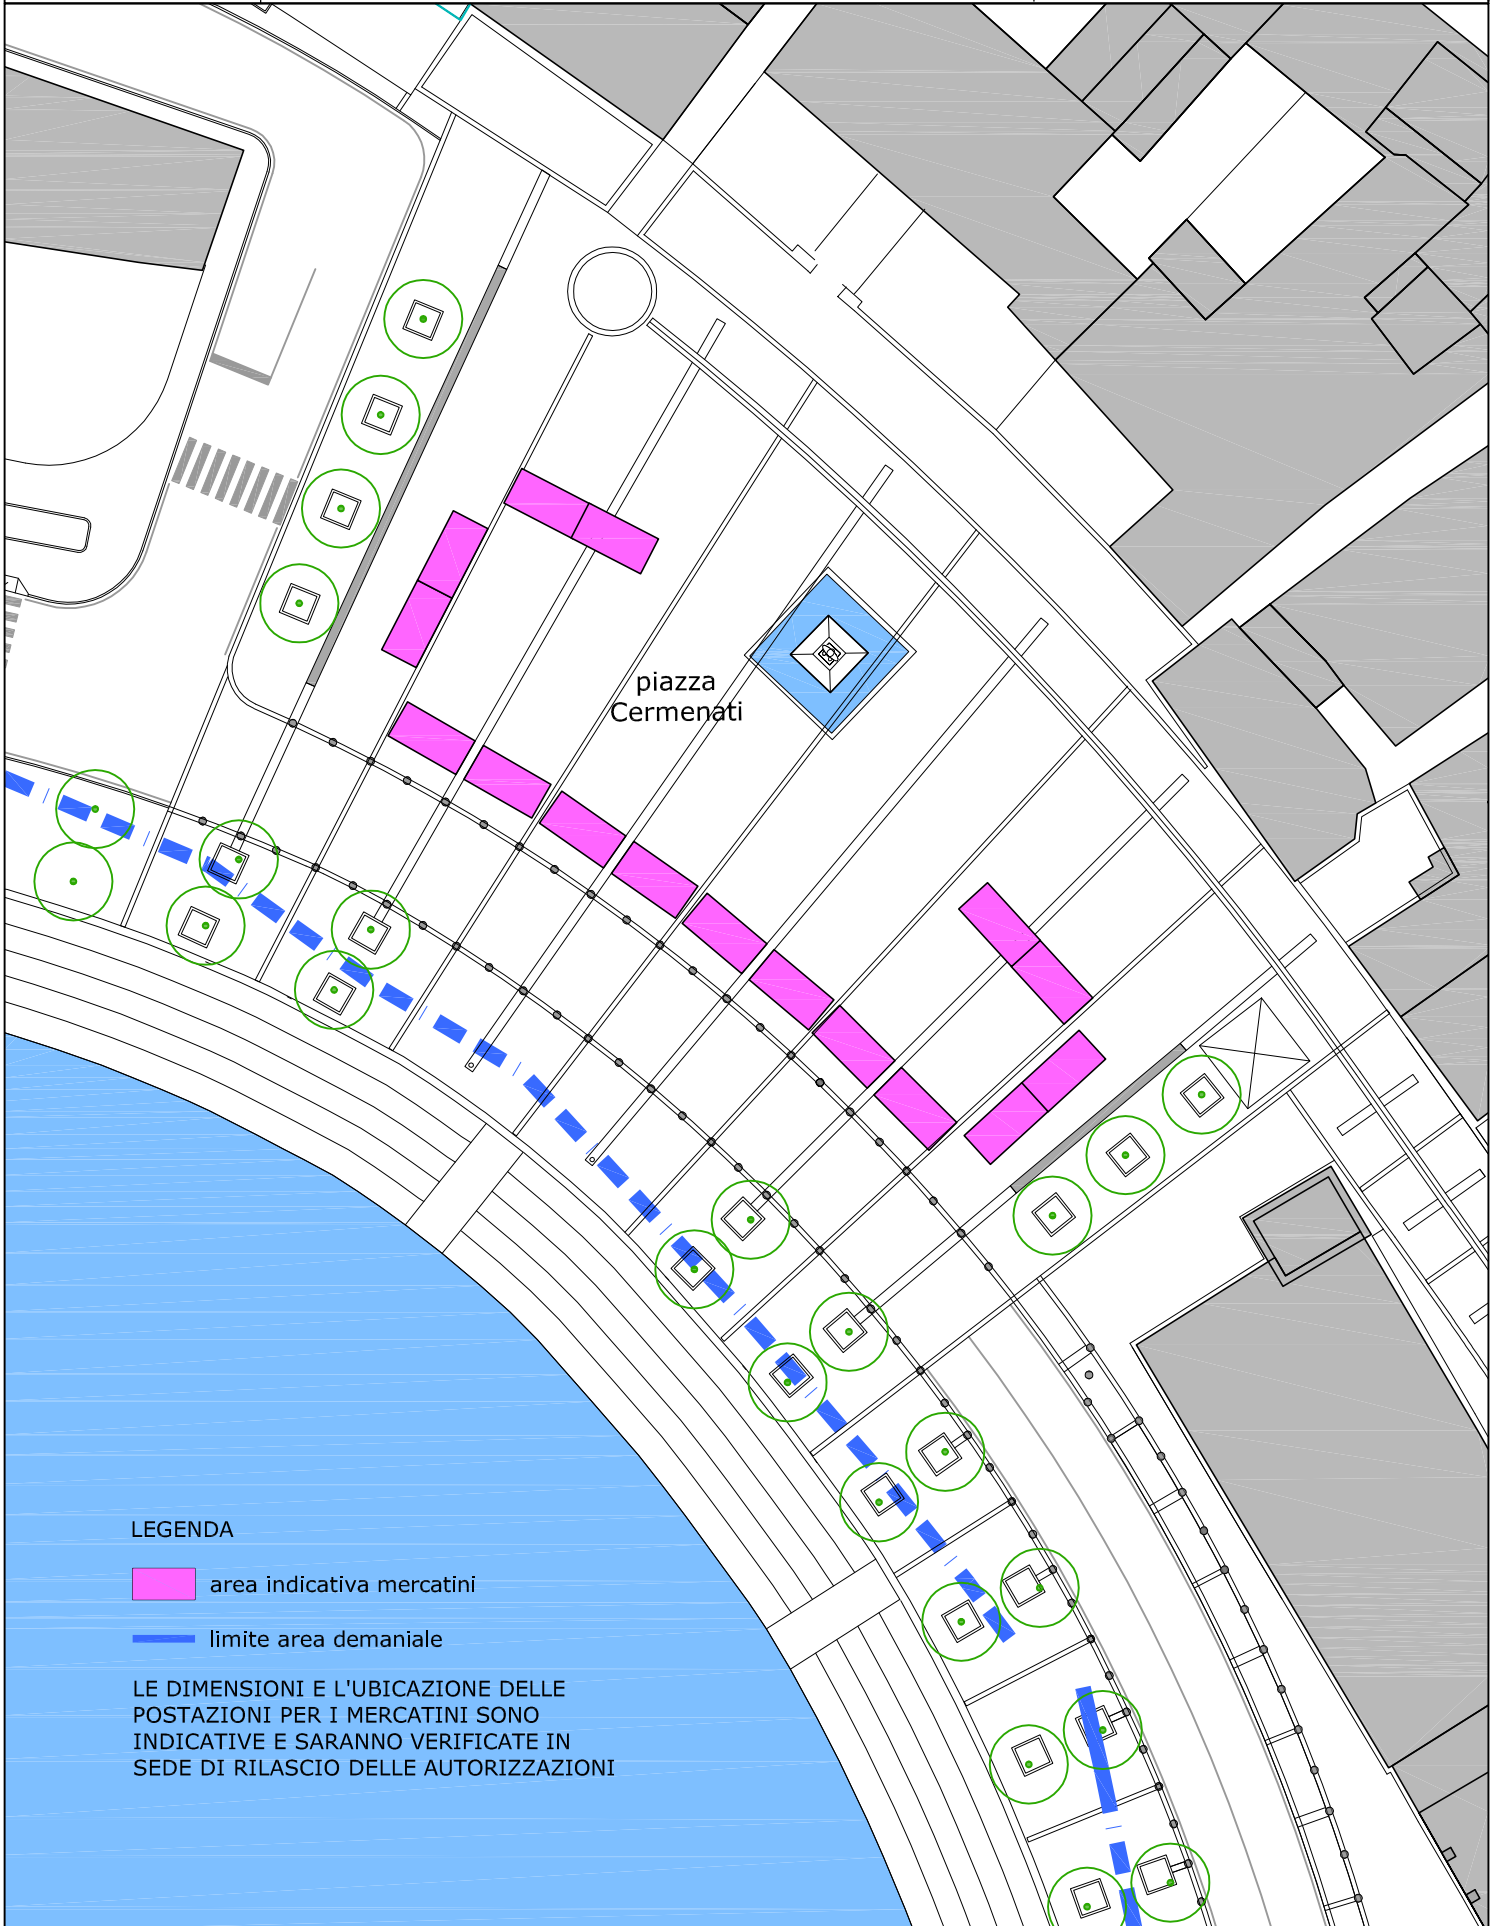 piazza
Cermenati
LEGENDA
area indicativa mercatini
limite area demaniale
LE DIMENSIONI E L'UBICAZIONE DELLE
POSTAZIONI PER I MERCATINI SONO
INDICATIVE E SARANNO VERIFICATE IN
SEDE DI RILASCIO DELLE AUTORIZZAZIONI